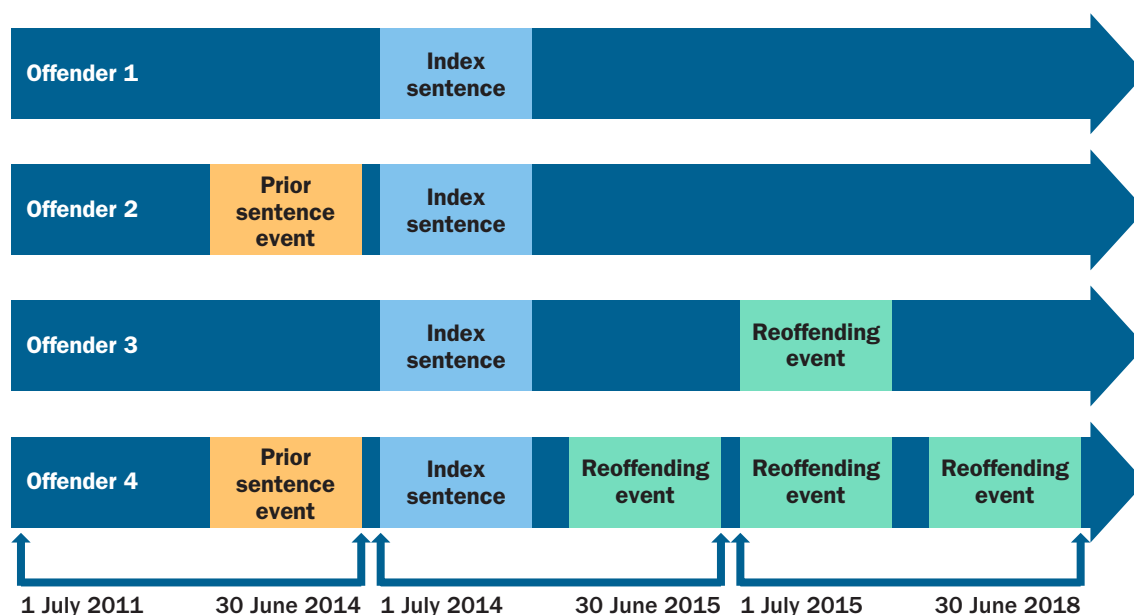 Offender 1
Index
sentence
Offender 2
Prior
sentence
event
Index
sentence
Offender 3
Index
sentence
Reoffending
event
Offender 4
Prior
sentence
event
Index
sentence
Reoffending
event
Reoffending
event
Reoffending
event
1 July 2011 30 June 2014 1 July 2014 30 June 2015 1 July 2015 30 June 2018